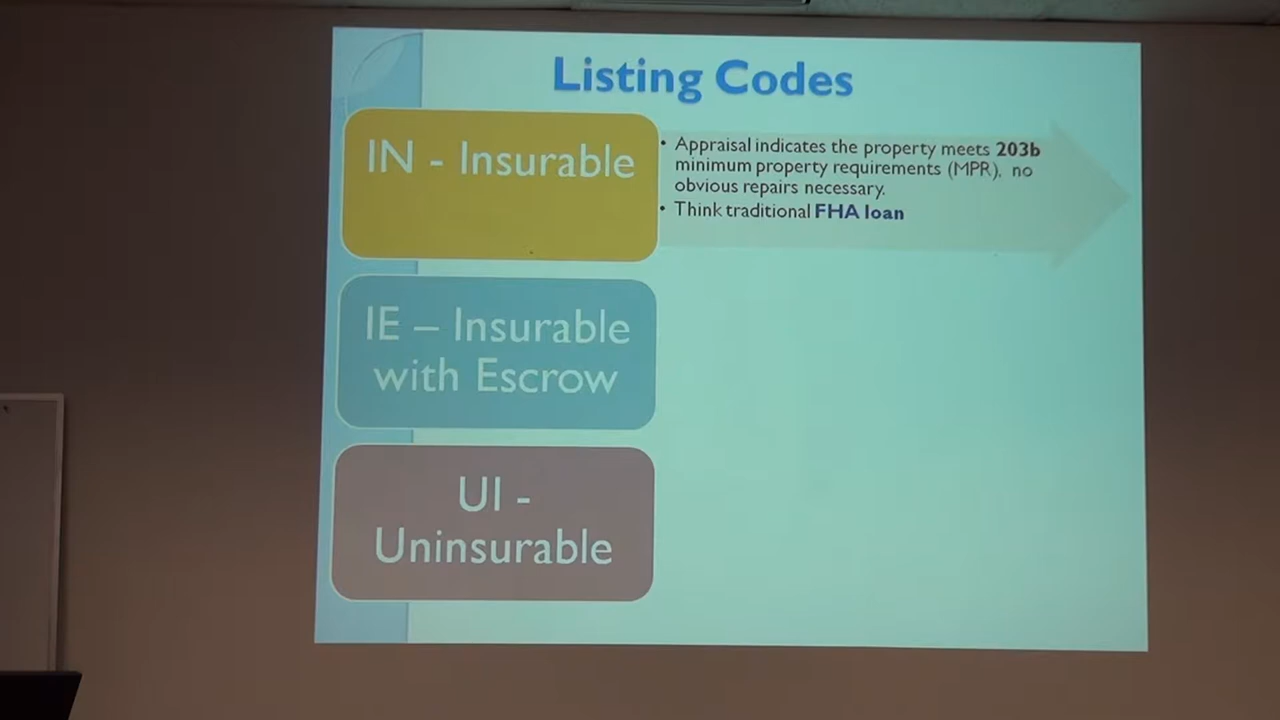 Listing Codes
IN - Insurable
• Appraisal indicates the property meets 203b
minimum property requirements (MPR), no
obvious repairs necessary.
• Think traditional FHA loan
IE – Insurable
with Escrow
UI -
Uninsurable